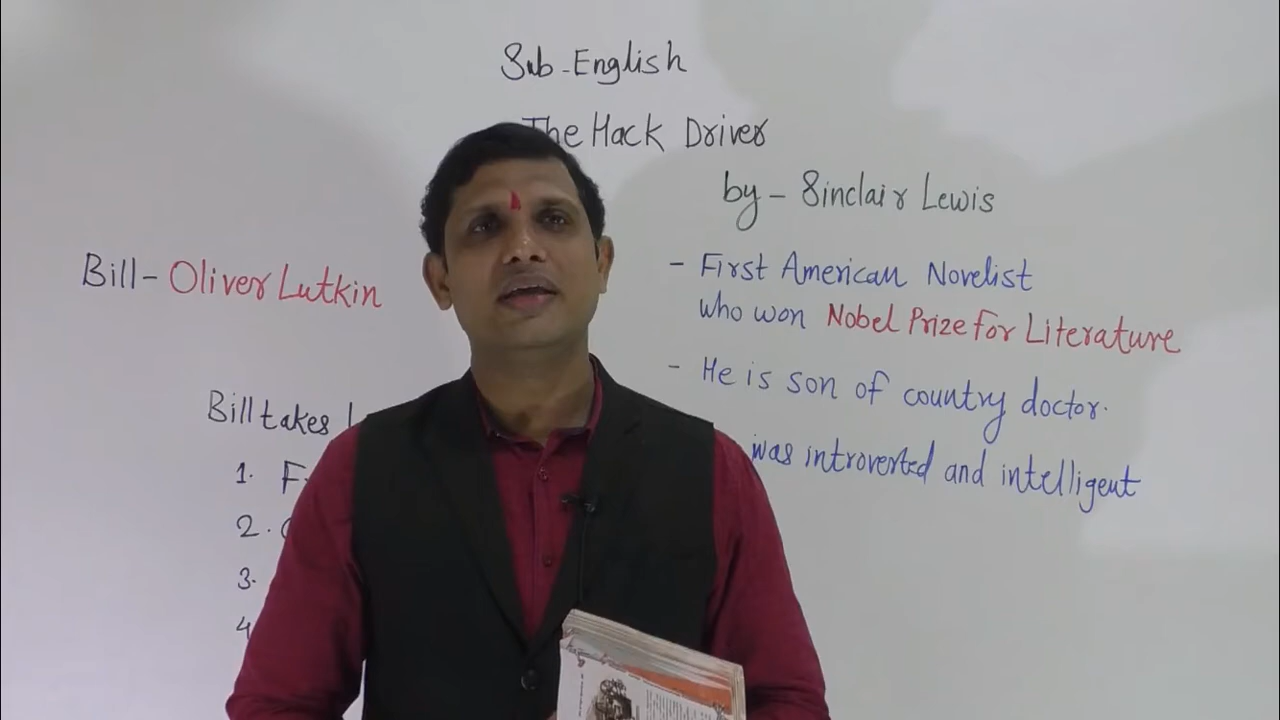 Sub-English
The Hack Driver
by- Sinclair Lewis
Bill- Oliver Lutkin
- First American Novelist
who won Nobel Prize For Literature
- He is son of country doctor.
was introverted and intelligent
Bill takes
1.
2.
3.
4